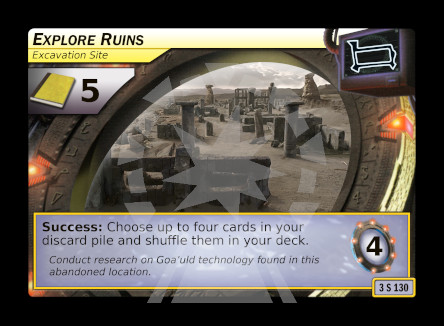 EXPLORE RUINS
Excavation Site
5
Success: Choose up to four cards in your
discard pile and shuffle them in your deck.
Conduct research on Goa'uld technology found in this
abandoned location.
4
3 S 130